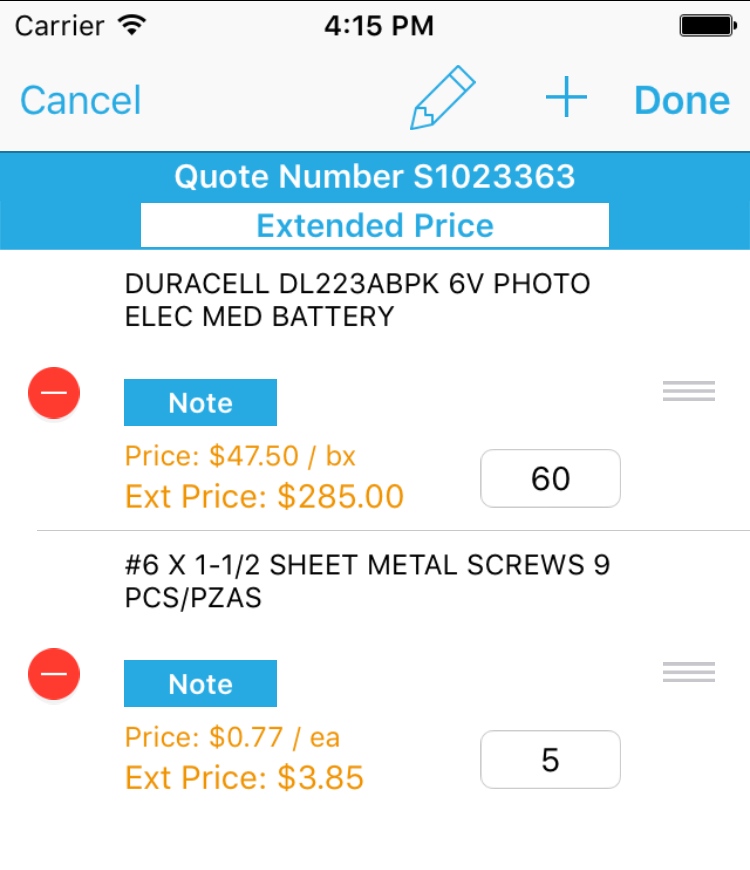 Carrier 4:15 PM
Cancel Done
Quote Number S1023363
Extended Price
DURACELL DL223ABPK 6V PHOTO
ELEC MED BATTERY
Note
Price: $47.50 / bx
Ext Price: $285.00
60
#6 X 1-1/2 SHEET METAL SCREWS 9
PCS/PZAS
Note
Price: $0.77 / ea
Ext Price: $3.85
5